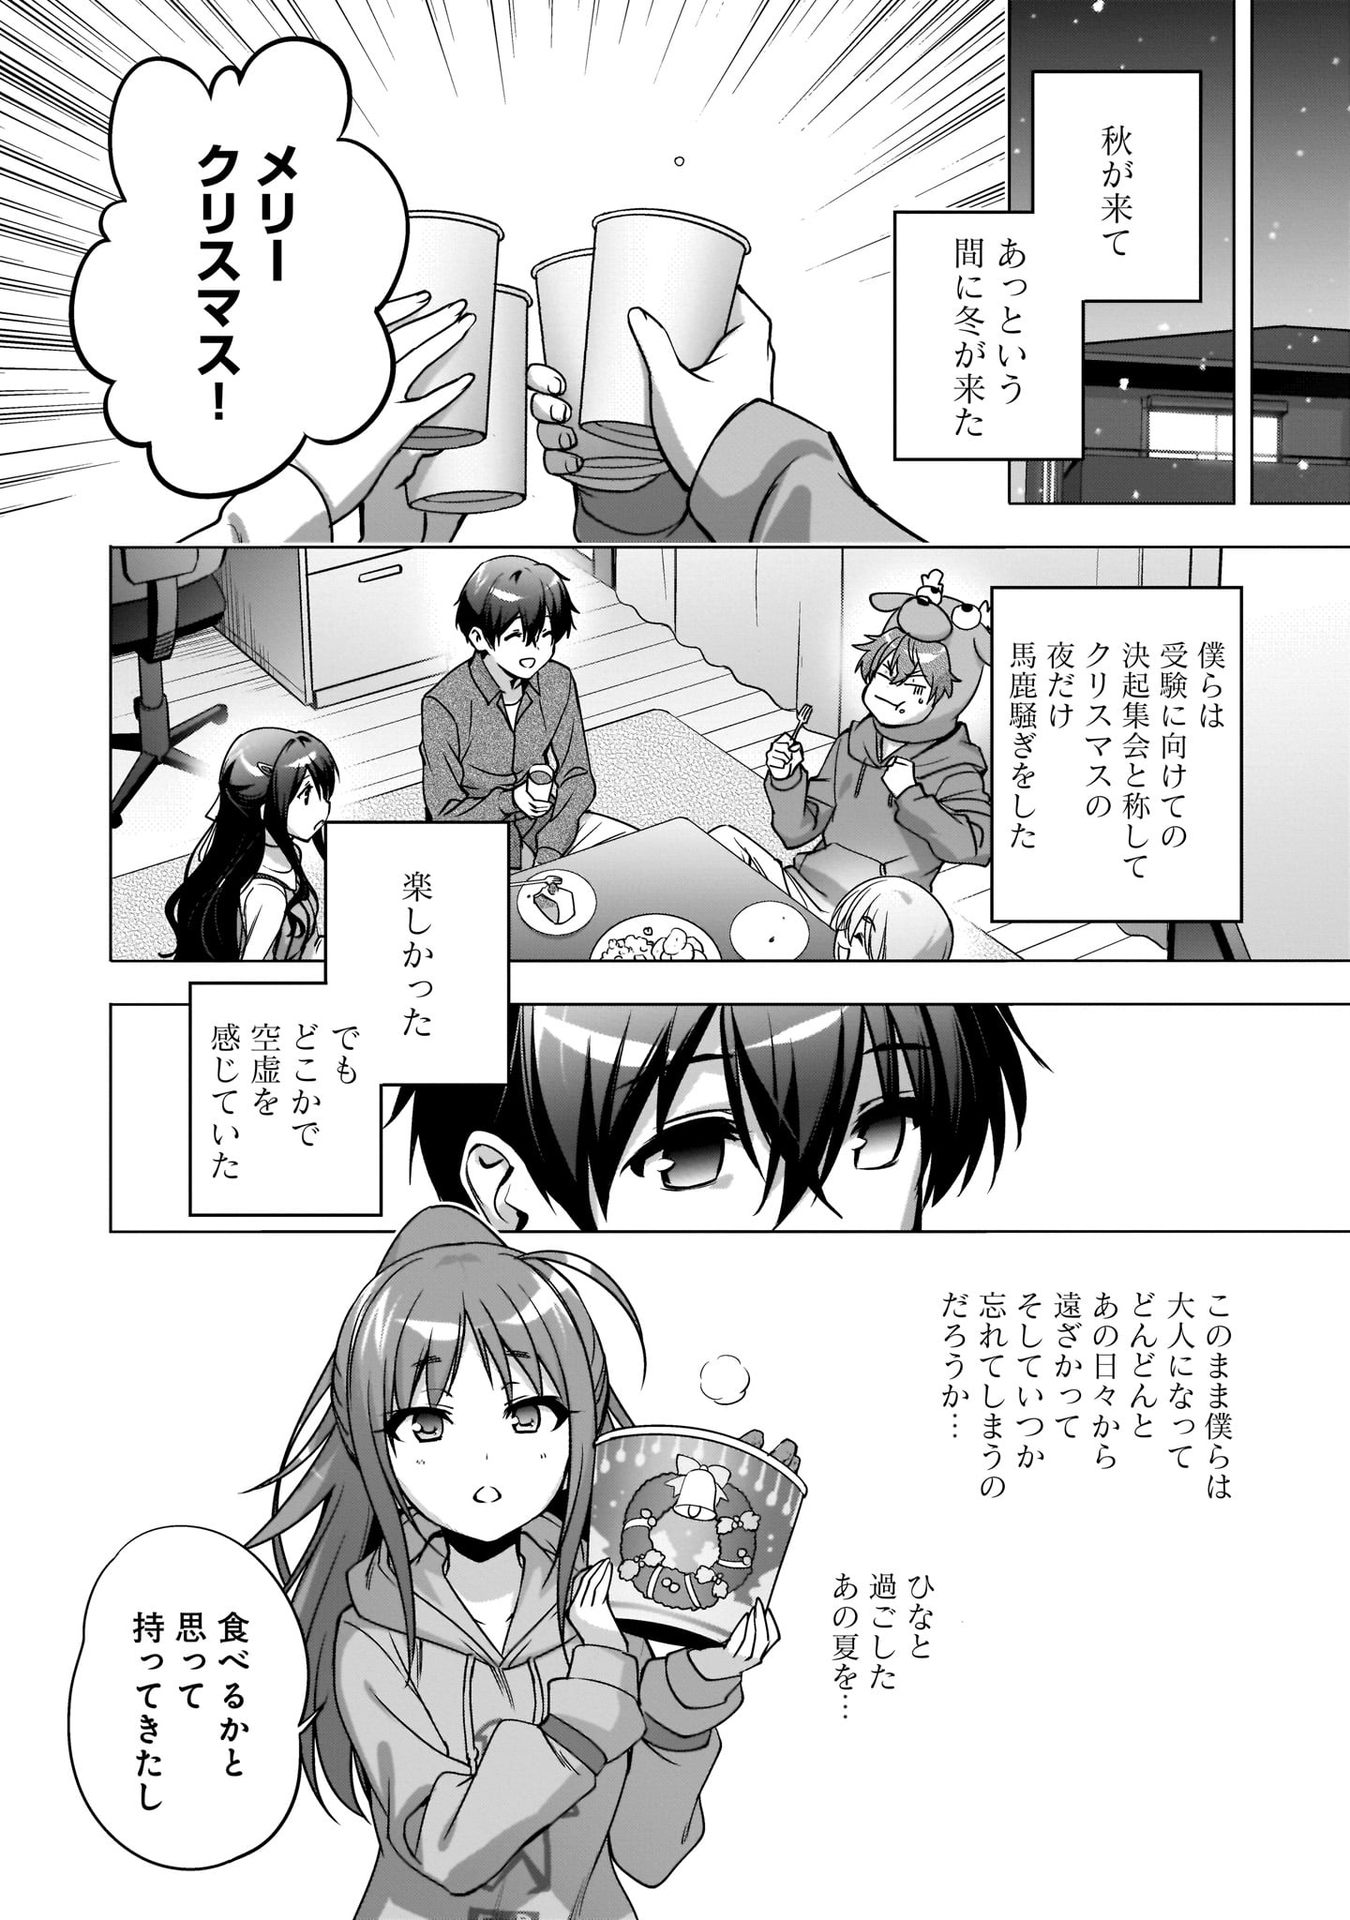 秋が来て
あっという
間に冬が来た
メリー
クリスマス！
僕らは
受験に向けての
決起集会と称して
クリスマスの
夜だけ
馬鹿騒ぎをした
楽しかった
でも
どこかで
空虚を
感じていた
このまま僕らは
大人になって
どんどんと
あの日々から
遠ざかって
そしていつか
忘れてしまうの
だろうか…
ひなと
過ごした
あの夏を…
食べるかと
思って
持ってきたし